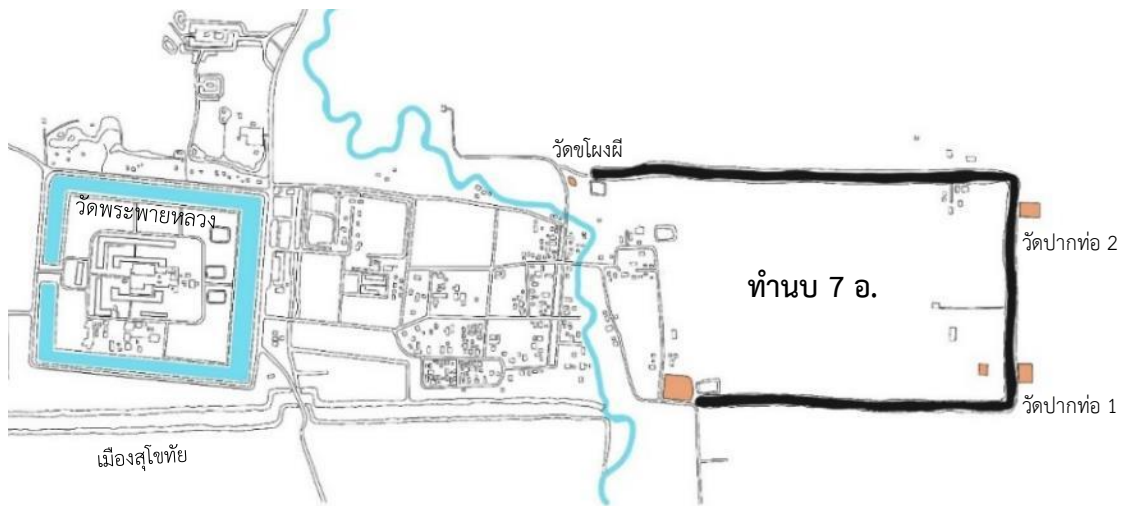 วัดขโผงผี
วัดพระพายหลวง
วัดปากท่อ 2
ทำนบ 7 อ.
วัดปากท่อ 1
เมืองสุโขทัย